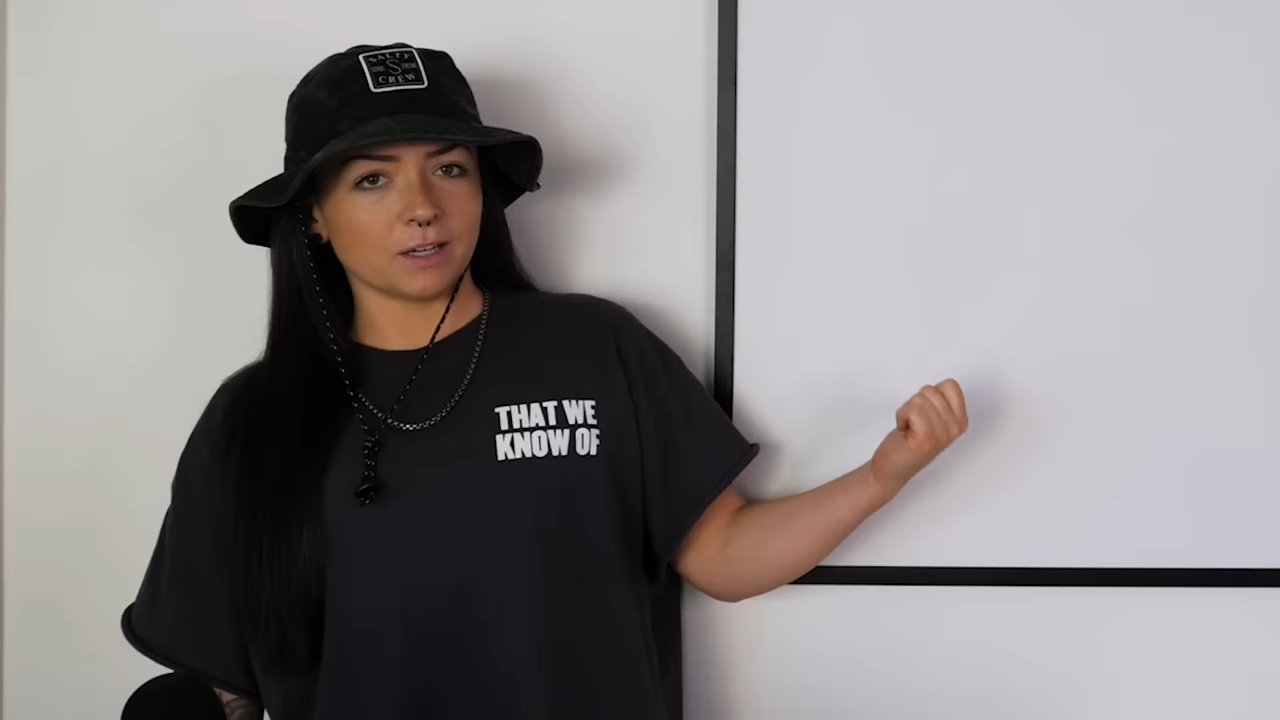 SALTY
S
CREW
THAT WE
KNOW OF